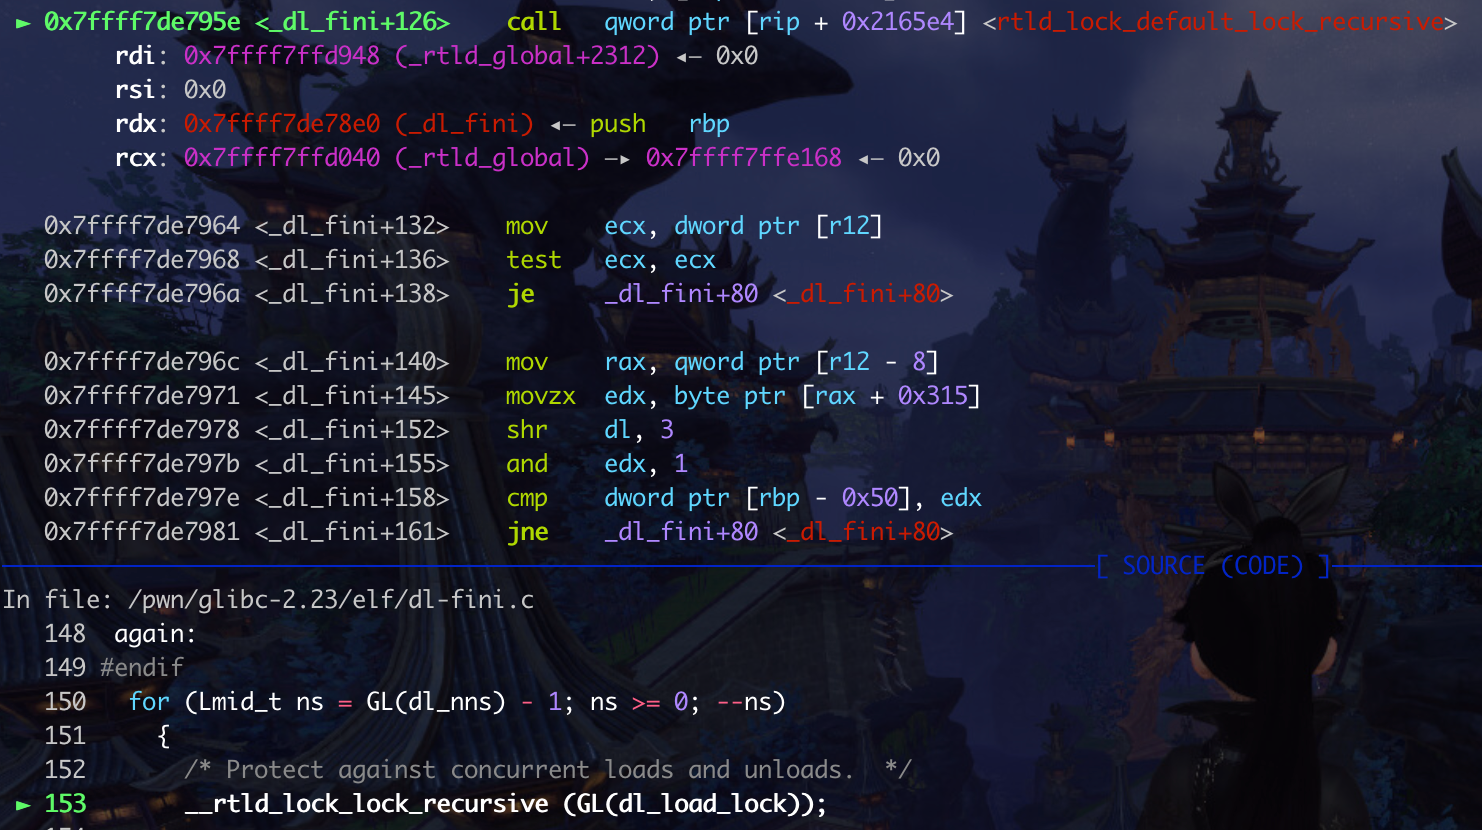 ► 0x7ffff7de795e <_dl_fini+126>    call   qword ptr [rip + 0x2165e4] <rtld_lock_default_lock_recursive>
rdi: 0x7ffff7ffd948 (_rtld_global+2312) ◂— 0x0
rsi: 0x0
rdx: 0x7ffff7de78e0 (_dl_fini) ◂— push   rbp
rcx: 0x7ffff7ffd040 (_rtld_global) —▸ 0x7ffff7ffe168 ◂— 0x0
0x7ffff7de7964 <_dl_fini+132>    mov    ecx, dword ptr [r12]
0x7ffff7de7968 <_dl_fini+136>    test   ecx, ecx
0x7ffff7de796a <_dl_fini+138>    je     _dl_fini+80 <_dl_fini+80>
0x7ffff7de796c <_dl_fini+140>    mov    rax, qword ptr [r12 - 8]
0x7ffff7de7971 <_dl_fini+145>    movzx  edx, byte ptr [rax + 0x315]
0x7ffff7de7978 <_dl_fini+152>    shr    dl, 3
0x7ffff7de797b <_dl_fini+155>    and    edx, 1
0x7ffff7de797e <_dl_fini+158>    cmp    dword ptr [rbp - 0x50], edx
0x7ffff7de7981 <_dl_fini+161>    jne    _dl_fini+80 <_dl_fini+80>
[ SOURCE (CODE) ]
In file: /pwn/glibc-2.23/elf/dl-fini.c
148  again:
149 #endif
150   for (Lmid_t ns = GL(dl_nns) - 1; ns >= 0; --ns)
151     {
152       /* Protect against concurrent loads and unloads.  */
► 153       __rtld_lock_lock_recursive (GL(dl_load_lock));